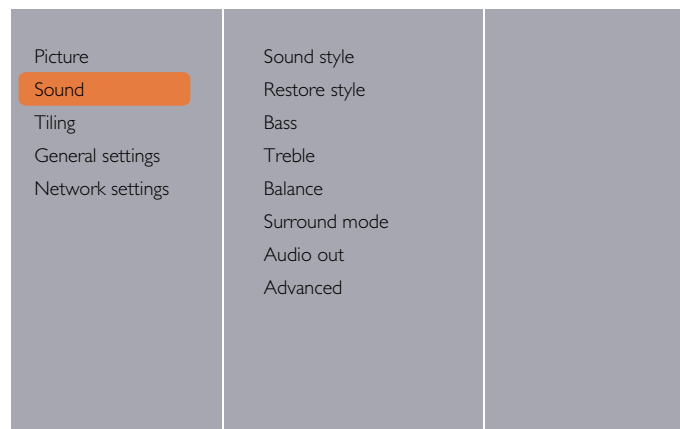 Picture
Sound
Tiling
General settings
Network settings
Sound style
Restore style
Bass
Treble
Balance
Surround mode
Audio out
Advanced